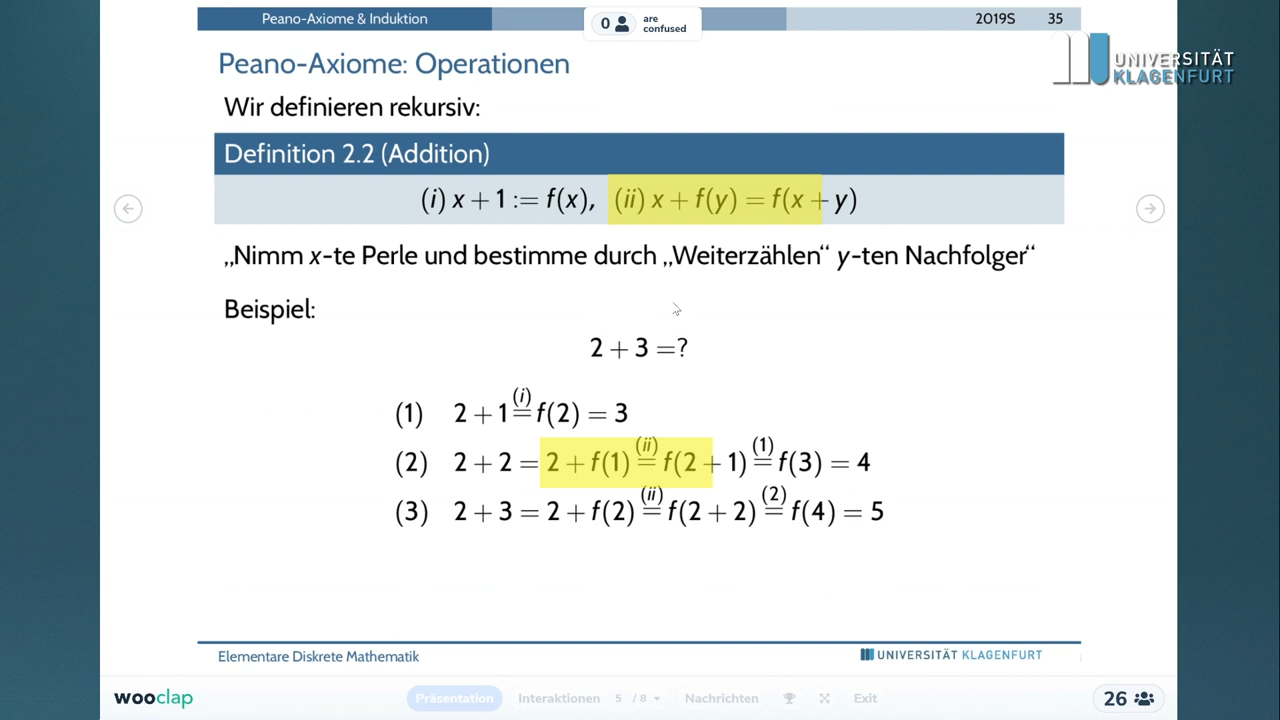 Peano-Axiome & Induktion
0 are confused
2019S 35
UNIVERSITÄT
KLAGENFURT
Peano-Axiome: Operationen
Wir definieren rekursiv:
Definition 2.2 (Addition)
(i) x + 1 := f(x), (ii) x + f(y) = f(x + y)
„Nimm x-te Perle und bestimme durch „Weiterzählen“ y-ten Nachfolger“
Beispiel:
2 + 3 =?
(1) 2 + 1 (i)= f(2) = 3
(2) 2 + 2 = 2 + f(1) (ii)= f(2 + 1) (1)= f(3) = 4
(3) 2 + 3 = 2 + f(2) (ii)= f(2 + 2) (2)= f(4) = 5
Elementare Diskrete Mathematik
UNIVERSITÄT KLAGENFURT
wooclap
Präsentation Interaktionen 5 / 8 Nachrichten Exit
26